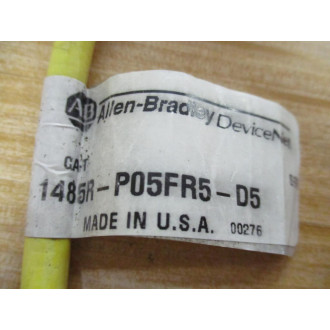 AB Allen-Bradley DeviceNet
CAT
1485R-P05FR5-D5
MADE IN U.S.A. 00276